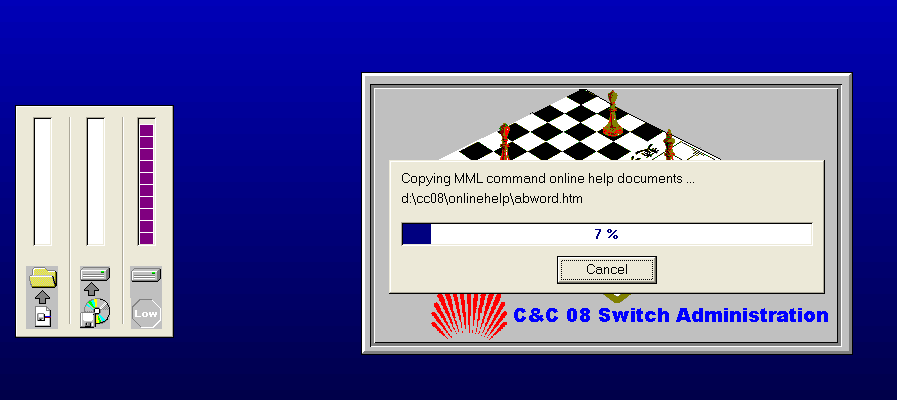 Copying MML command online help documents ...
d:\cc08\onlinehelp\abword.htm
7 %
Cancel
Low
C&C 08 Switch Administration